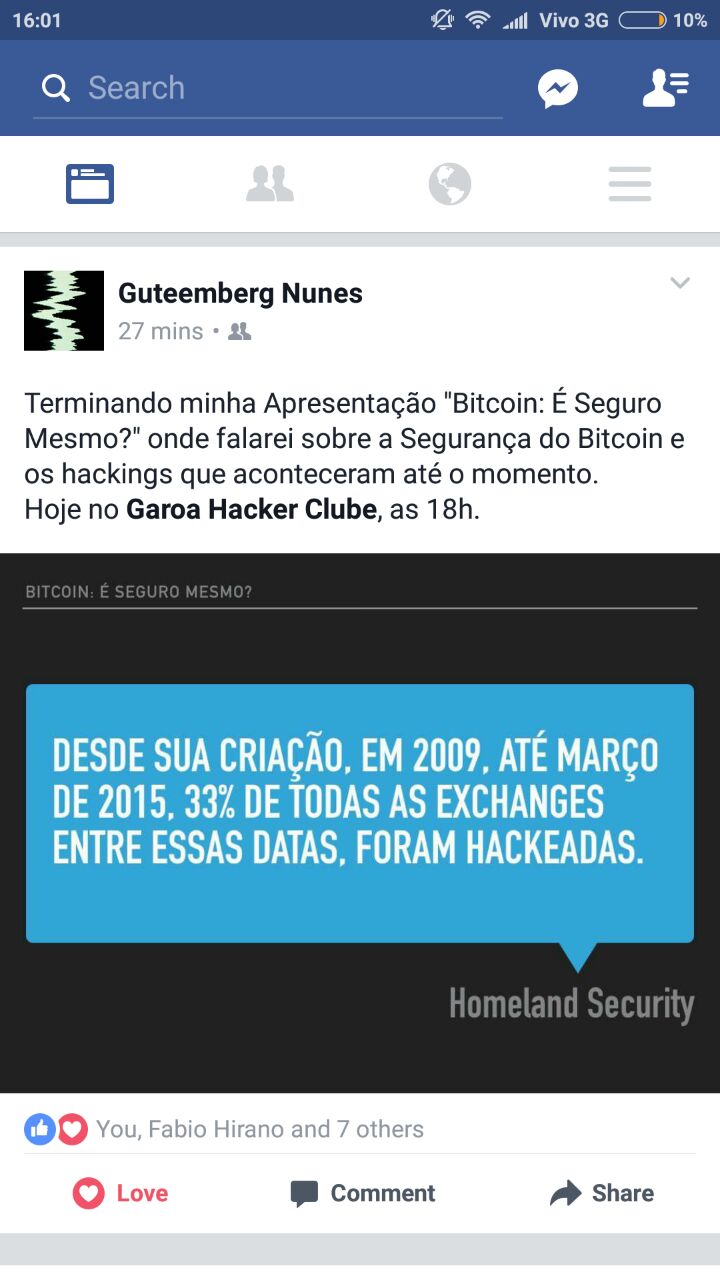 16:01 Vivo 3G 10%
Search
Guteemberg Nunes
27 mins •
Terminando minha Apresentação "Bitcoin: É Seguro
Mesmo?" onde falarei sobre a Segurança do Bitcoin e
os hackings que aconteceram até o momento.
Hoje no Garoa Hacker Clube, as 18h.
BITCOIN: É SEGURO MESMO?
DESDE SUA CRIAÇÃO, EM 2009, ATÉ MARÇO
DE 2015, 33% DE TODAS AS EXCHANGES
ENTRE ESSAS DATAS, FORAM HACKEADAS.
Homeland Security
You, Fabio Hirano and 7 others
Love Comment Share